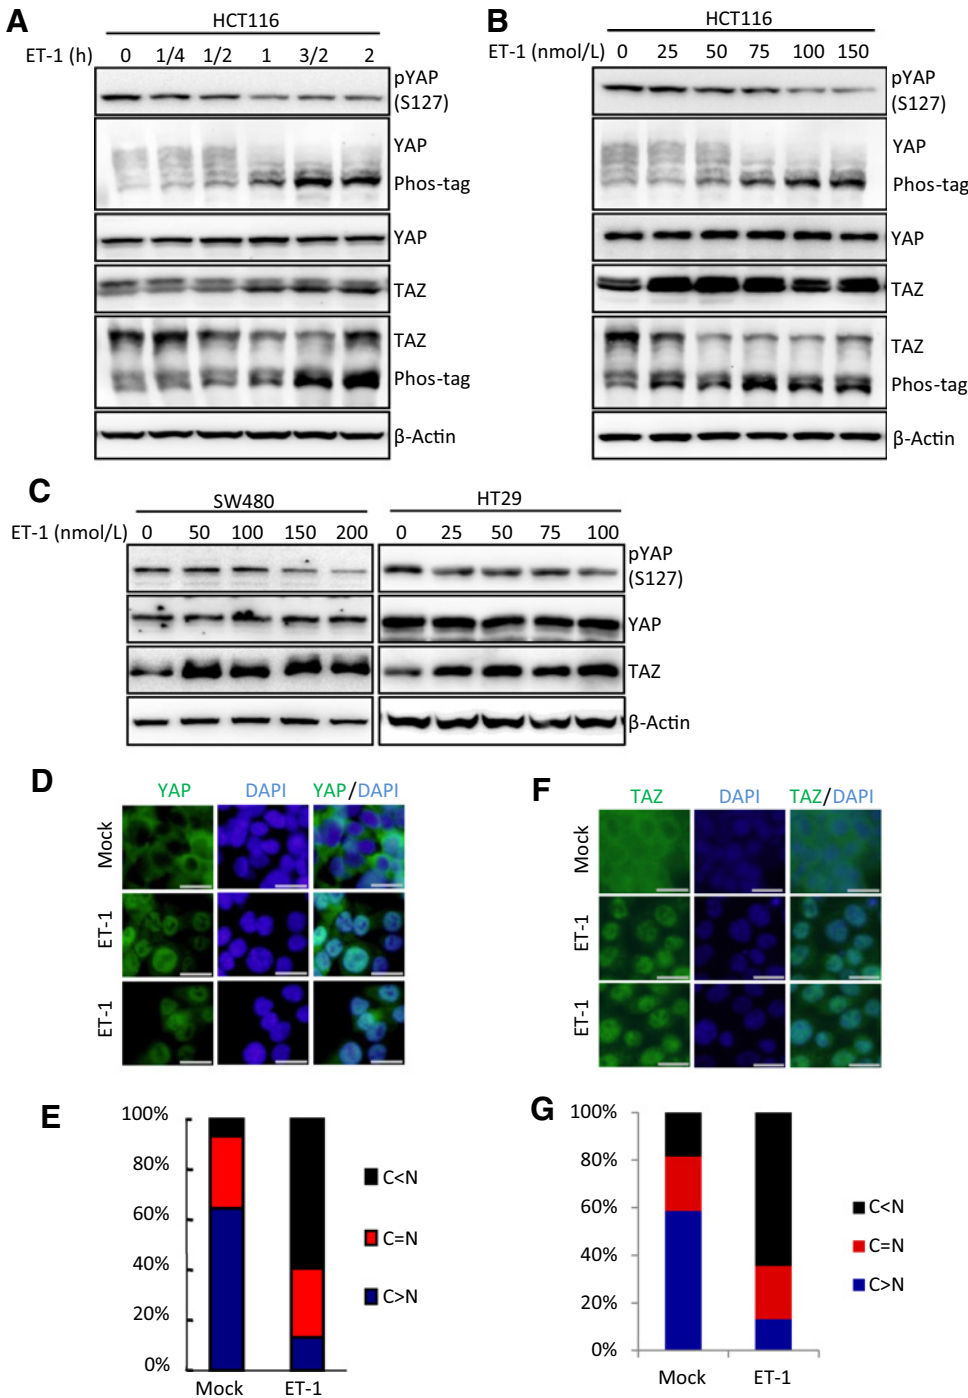 A
HCT116
ET-1 (h) 0 1/4 1/2 1 3/2 2
pYAP
(S127)
YAP
Phos-tag
YAP
TAZ
TAZ
Phos-tag
β-Actin
B
HCT116
ET-1 (nmol/L) 0 25 50 75 100 150
pYAP
(S127)
YAP
Phos-tag
YAP
TAZ
TAZ
Phos-tag
β-Actin
C
SW480 HT29
ET-1 (nmol/L) 0 50 100 150 200 0 25 50 75 100
pYAP
(S127)
YAP
TAZ
β-Actin
D
YAP DAPI YAP/DAPI
Mock
ET-1
ET-1
F
TAZ DAPI TAZ/DAPI
Mock
ET-1
ET-1
E
100%
80%
60%
40%
20%
0%
Mock ET-1
C<N
C=N
C>N
G
100%
80%
60%
40%
20%
0%
Mock ET-1
C<N
C=N
C>N